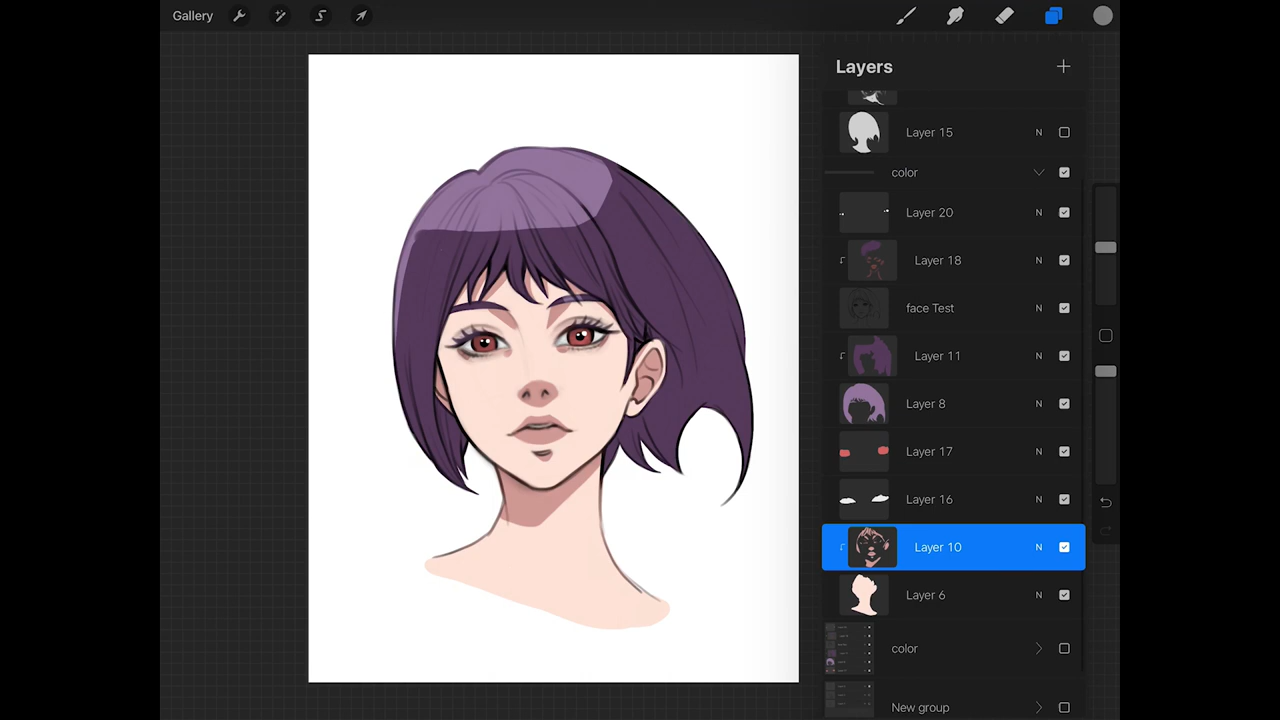 Gallery
Layers
Layer 15 N
color
Layer 20 N
Layer 18 N
face Test N
Layer 11 N
Layer 8 N
Layer 17 N
Layer 16 N
Layer 10 N
Layer 6 N
color
New group